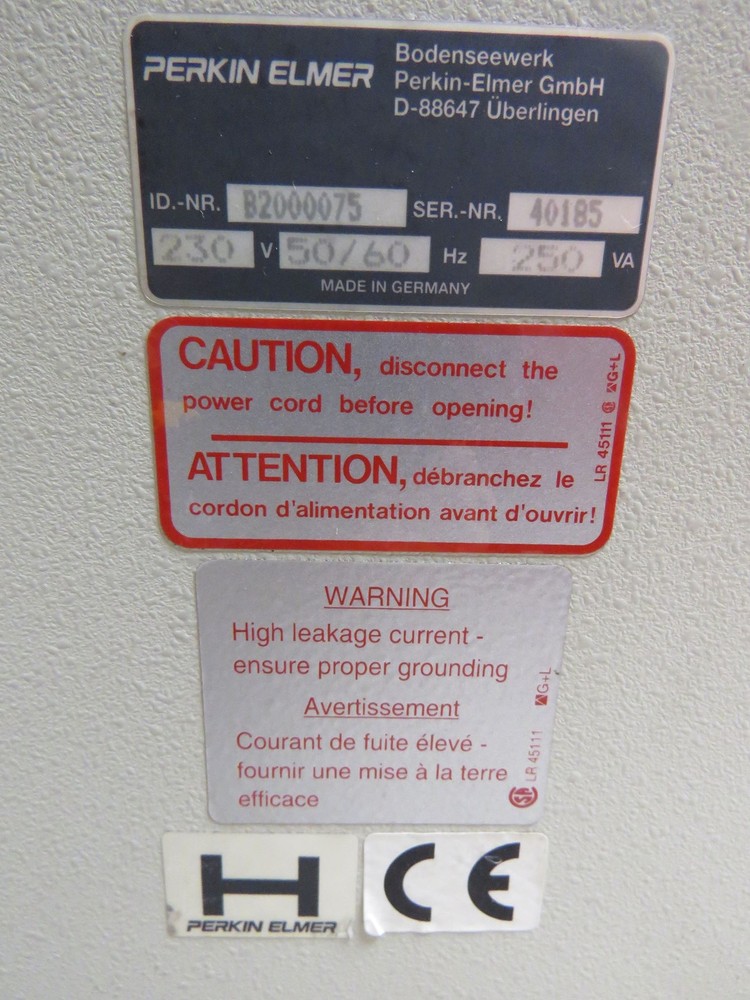 PERKIN ELMER
Bodenseewerk
Perkin-Elmer GmbH
D-88647 Überlingen
ID.-NR. B2000075 SER.-NR. 40185
230 V 50/60 Hz 250 VA
MADE IN GERMANY
CAUTION, disconnect the
power cord before opening!
ATTENTION, débranchez le
cordon d'alimentation avant d'ouvrir!
LR 45111 G+L
WARNING
High leakage current -
ensure proper grounding
Avertissement
Courant de fuite élevé -
fournir une mise à la terre
efficace
LR 45111 G+L
H
PERKIN ELMER
CE